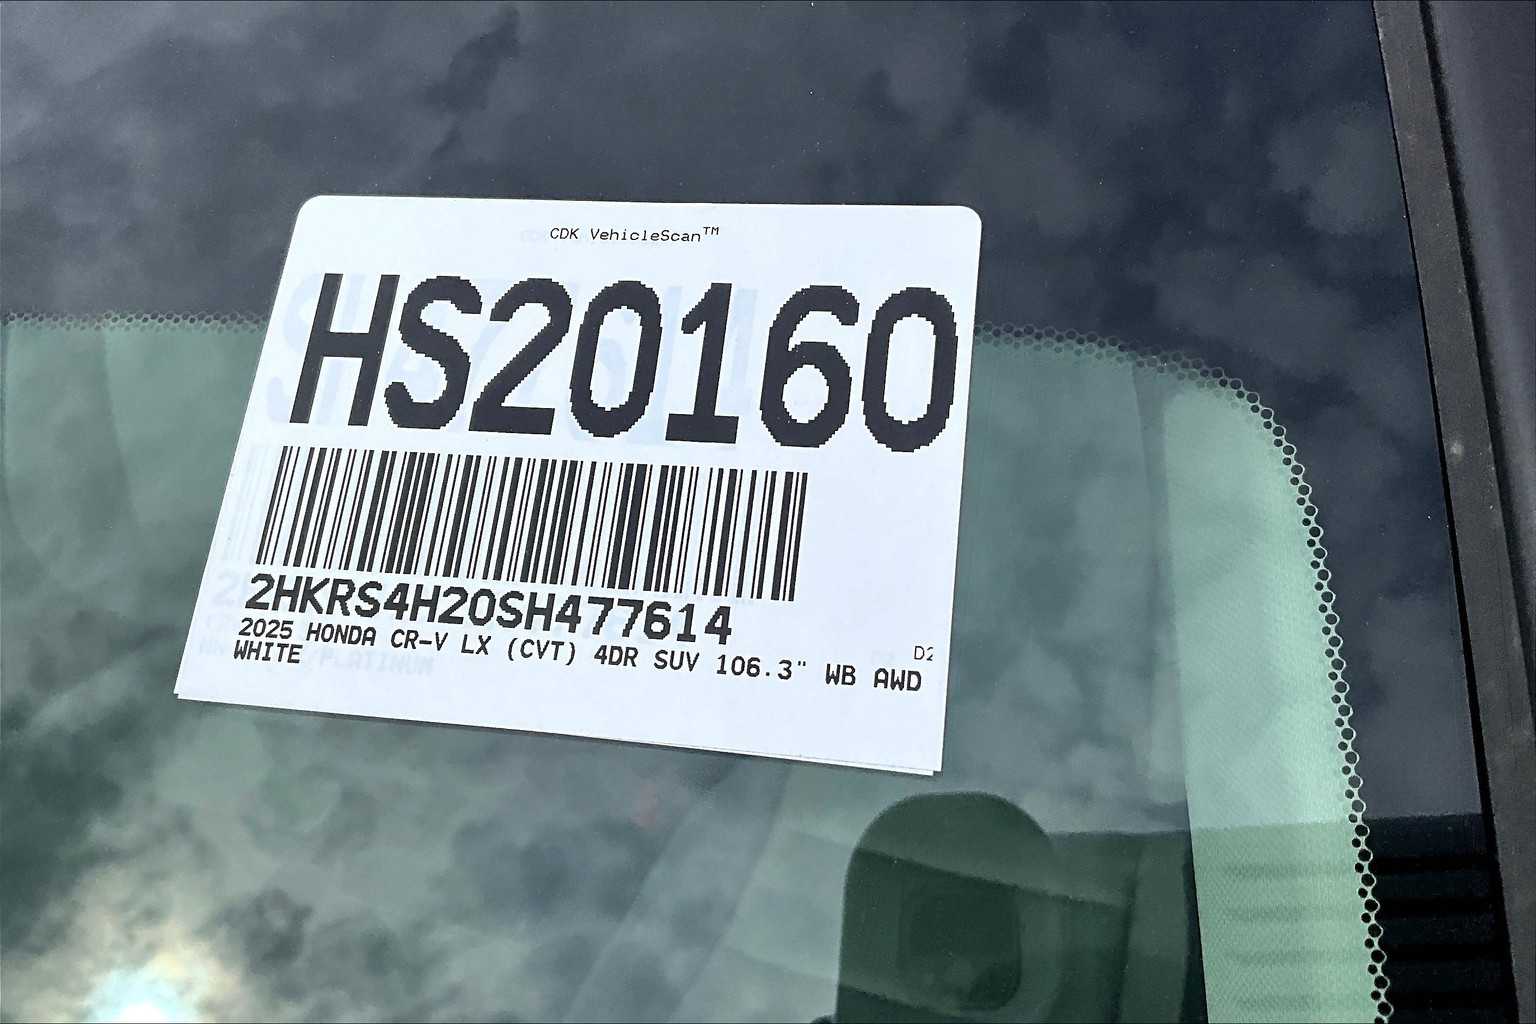 CDK VehicleScan™
HS20160
2HKRS4H20SH477614
2025 HONDA CR-V LX (CVT) 4DR SUV 106.3" WB AWD
D2
WHITE